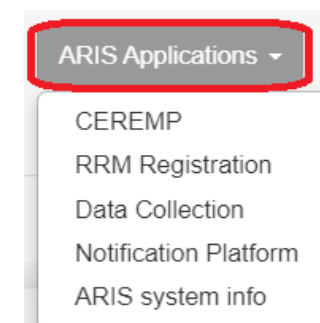 ARIS Applications
CEREMP
RRM Registration
Data Collection
Notification Platform
ARIS system info